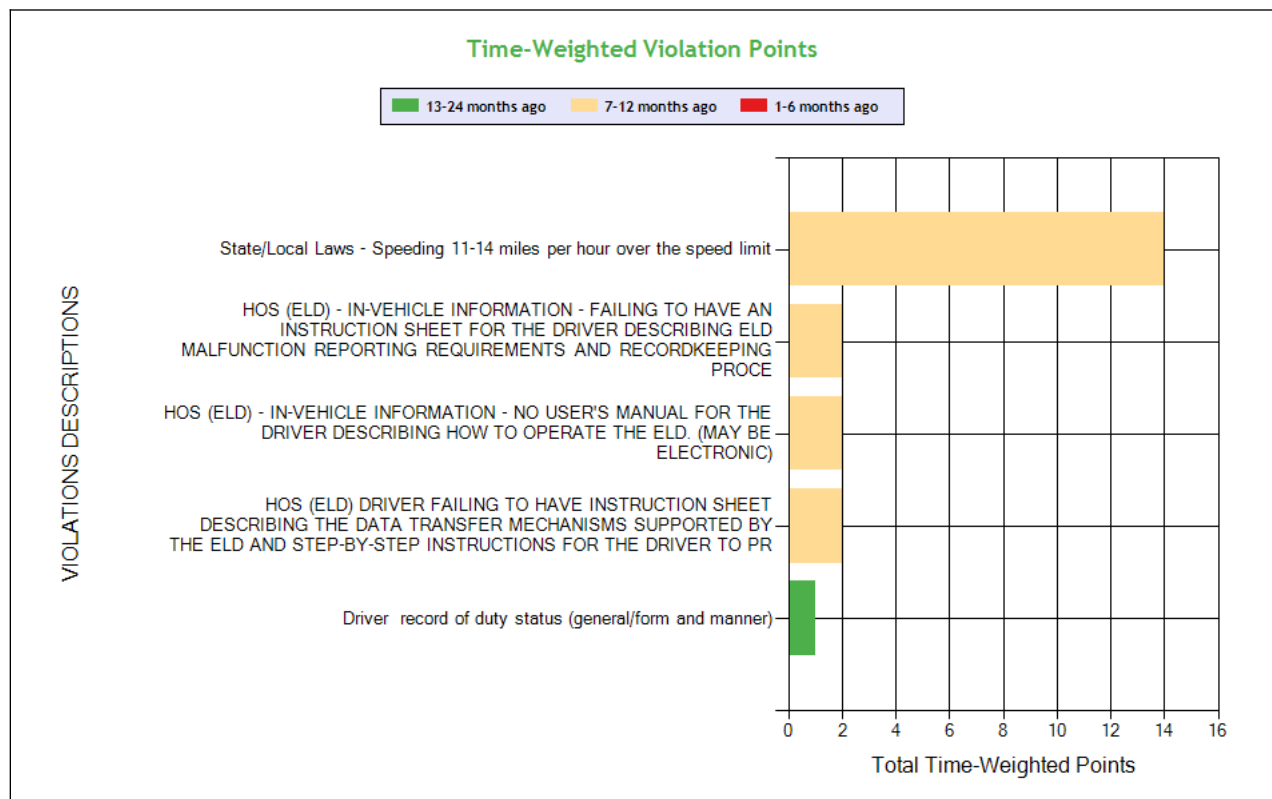 Time-Weighted Violation Points
13-24 months ago 7-12 months ago 1-6 months ago
VIOLATIONS DESCRIPTIONS
State/Local Laws - Speeding 11-14 miles per hour over the speed limit
HOS (ELD) - IN-VEHICLE INFORMATION - FAILING TO HAVE AN
INSTRUCTION SHEET FOR THE DRIVER DESCRIBING ELD
MALFUNCTION REPORTING REQUIREMENTS AND RECORDKEEPING
PROCE
HOS (ELD) - IN-VEHICLE INFORMATION - NO USER'S MANUAL FOR THE
DRIVER DESCRIBING HOW TO OPERATE THE ELD. (MAY BE
ELECTRONIC)
HOS (ELD) DRIVER FAILING TO HAVE INSTRUCTION SHEET
DESCRIBING THE DATA TRANSFER MECHANISMS SUPPORTED BY
THE ELD AND STEP-BY-STEP INSTRUCTIONS FOR THE DRIVER TO PR
Driver record of duty status (general/form and manner)
0 2 4 6 8 10 12 14 16
Total Time-Weighted Points